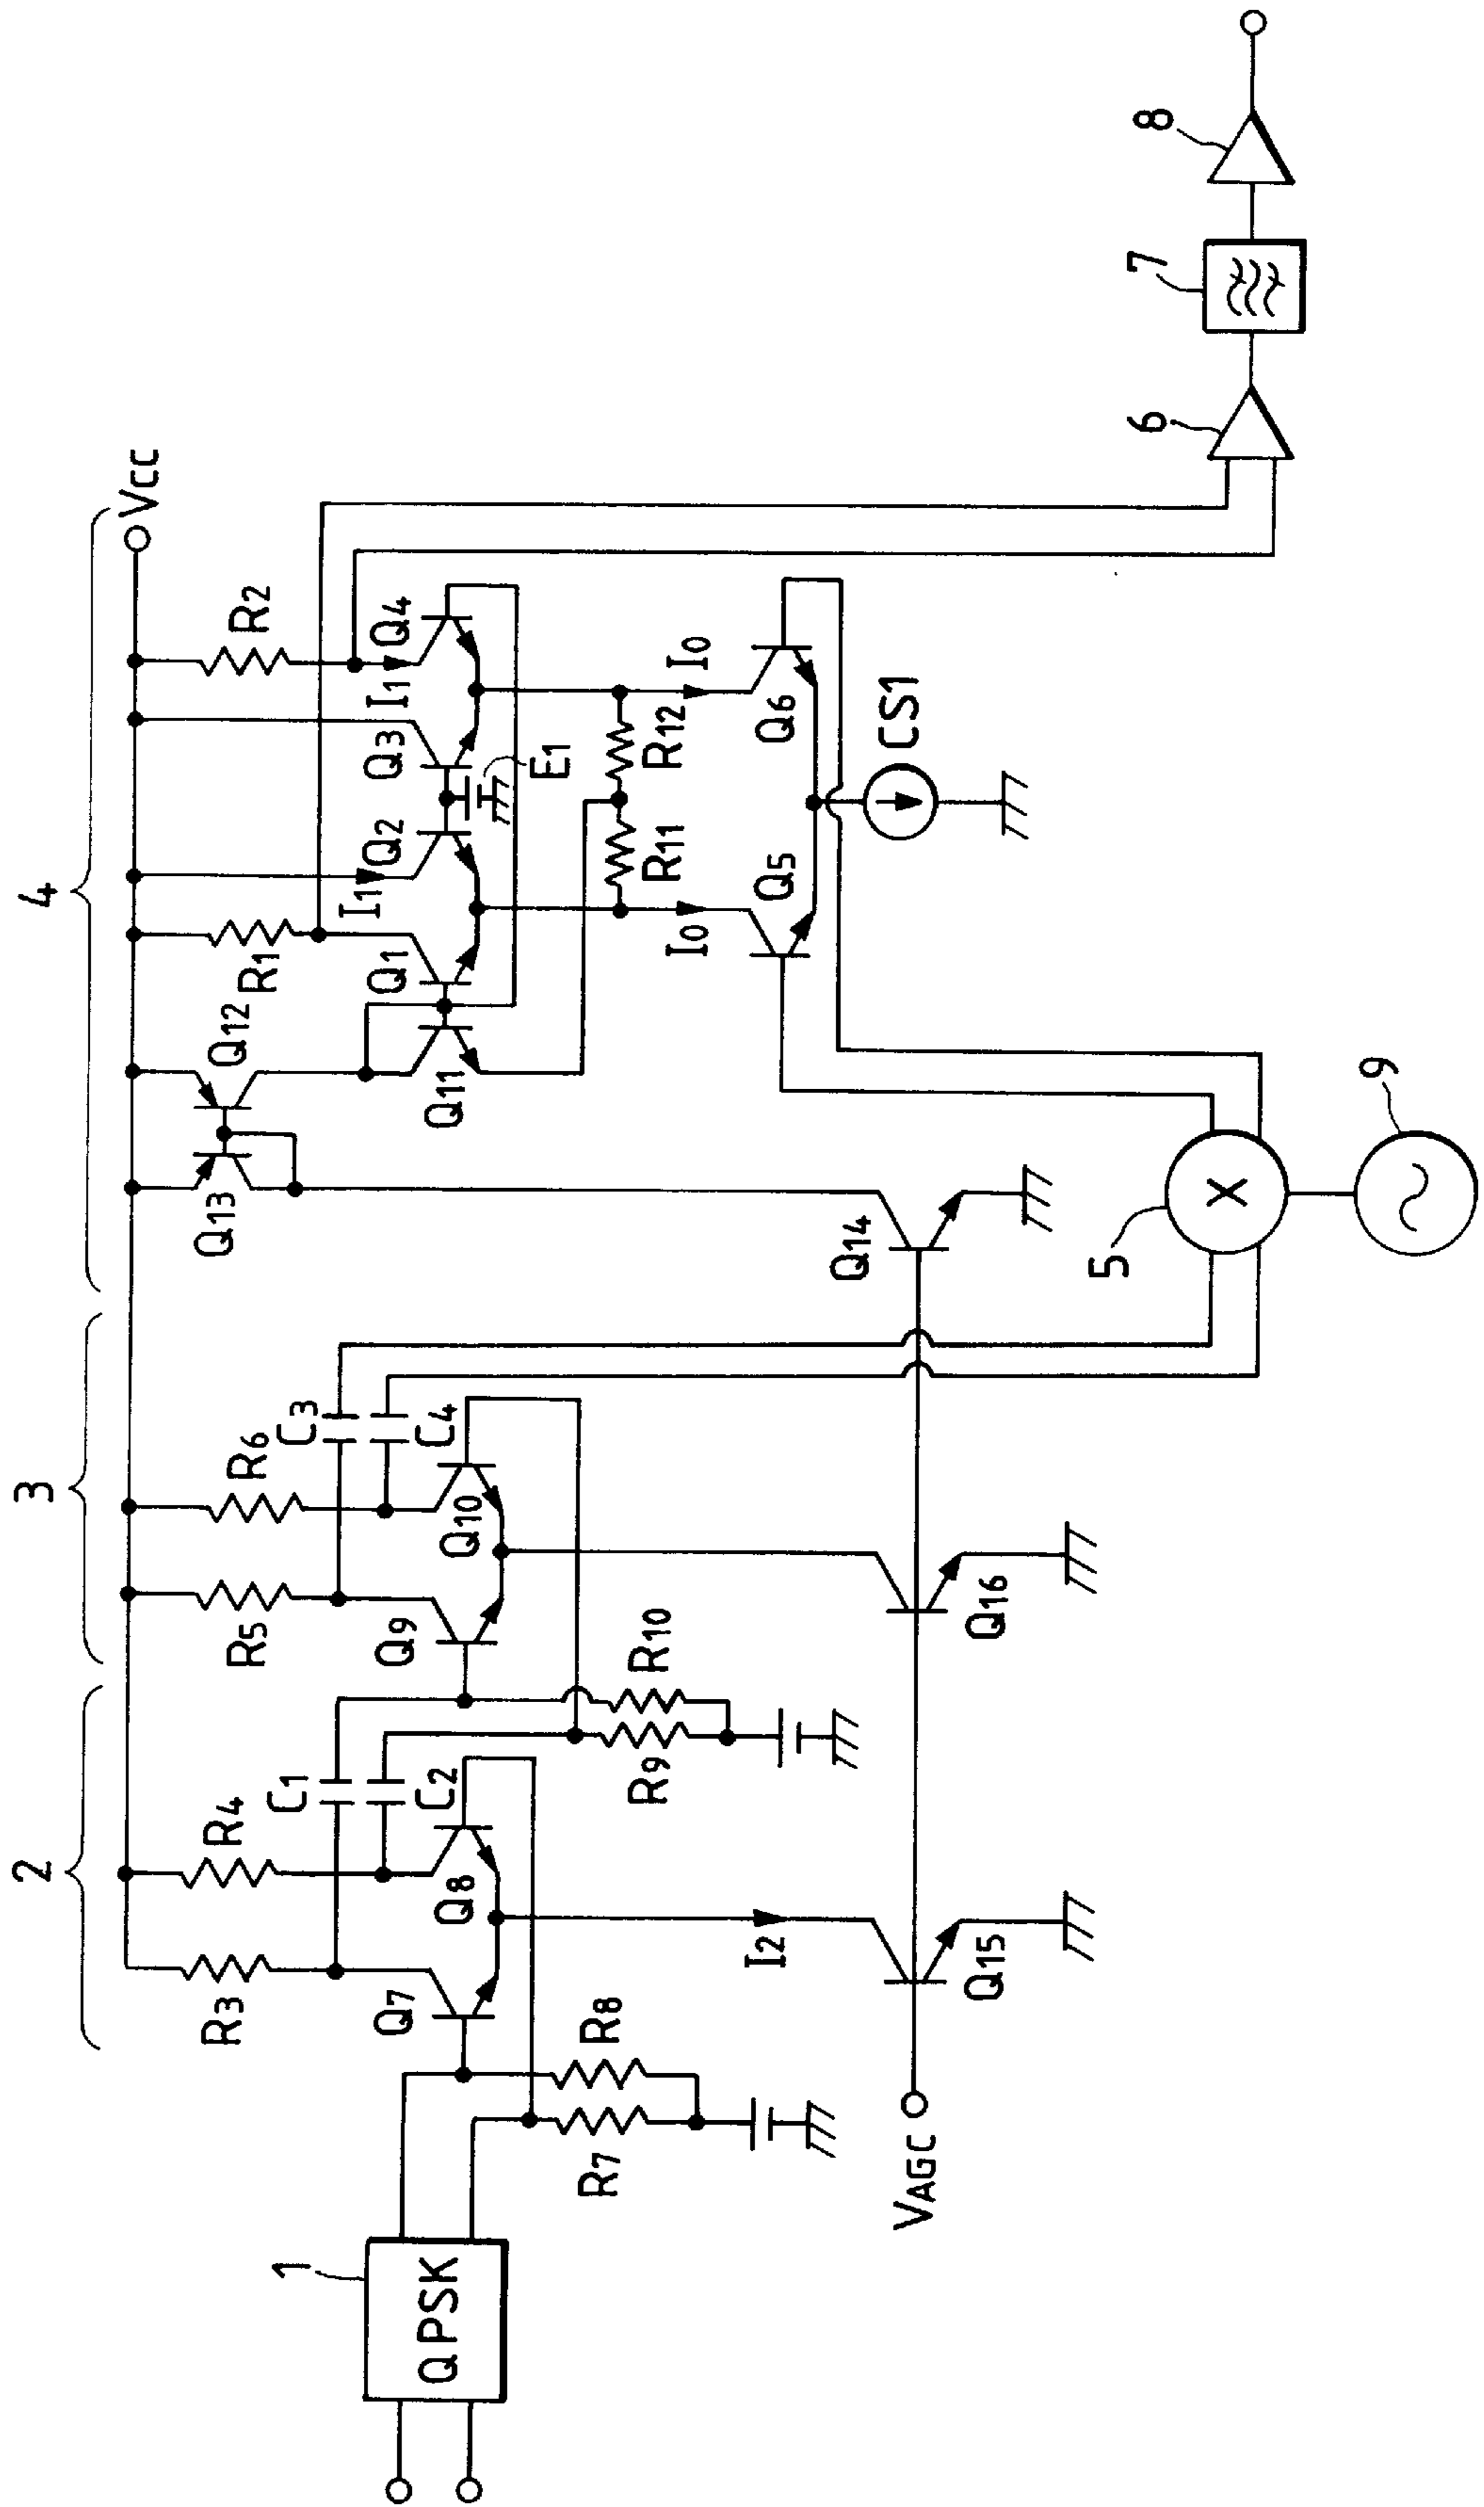 2
3
4
VCC
R3
R4
C1
C2
R5
R6
C3
C4
Q13
Q12
R1
R2
I1
I1
Q7
Q8
Q9
Q10
Q11
Q1
Q2
Q3
Q4
E1
1
QPSK
R7
R8
R9
R10
R11
R12
I0
I0
I2
Q5
Q6
CS1
VAGC
Q15
Q16
Q14
5
X
9
6
7
8